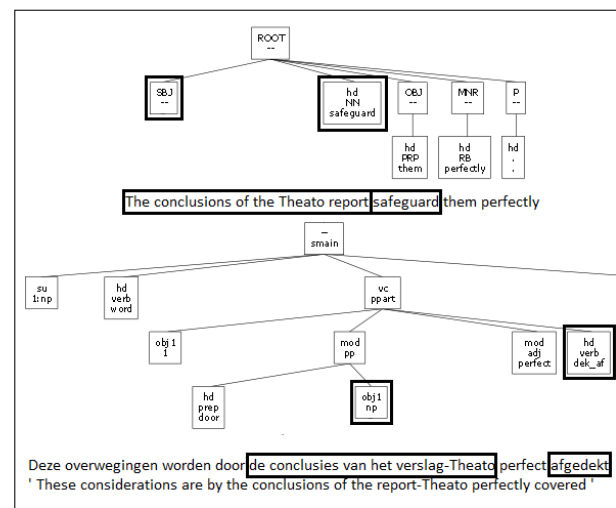 ROOT
--
SBJ
--
hd
NN
safeguard
OBJ
--
MNR
--
P
--
hd
PRP
them
hd
RB
perfectly
hd
.
.
The conclusions of the Theato report safeguard them perfectly
—
smain
su
1:np
hd
verb
word
vc
ppart
obj1
1
mod
pp
mod
adj
perfect
hd
verb
dek_af
hd
prep
door
obj1
np
Deze overwegingen worden door de conclusies van het verslag-Theato perfect afgedekt
' These considerations are by the conclusions of the report-Theato perfectly covered '